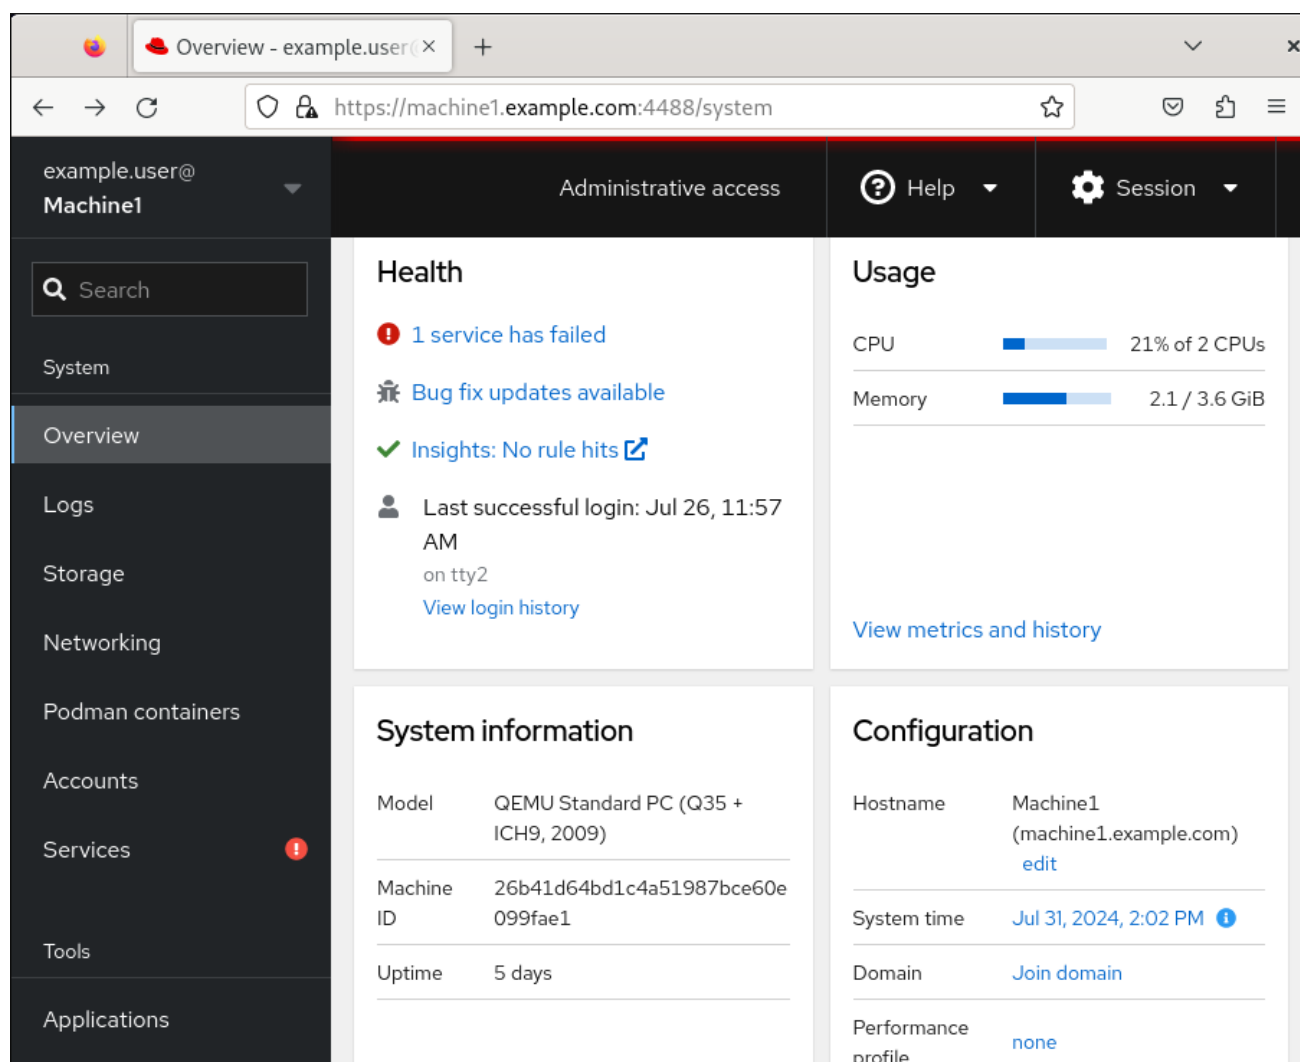 Overview - example.user@
https://machine1.example.com:4488/system
example.user@
Machine1
Administrative access
Help
Session
Search
System
Overview
Logs
Storage
Networking
Podman containers
Accounts
Services
Tools
Applications
Health
1 service has failed
Bug fix updates available
Insights: No rule hits
Last successful login: Jul 26, 11:57
AM
on tty2
View login history
Usage
CPU 21% of 2 CPUs
Memory 2.1 / 3.6 GiB
View metrics and history
System information
Model QEMU Standard PC (Q35 +
ICH9, 2009)
Machine 26b41d64bd1c4a51987bce60e
ID 099fae1
Uptime 5 days
Configuration
Hostname Machine1
(machine1.example.com)
edit
System time Jul 31, 2024, 2:02 PM
Domain Join domain
Performance
profile none